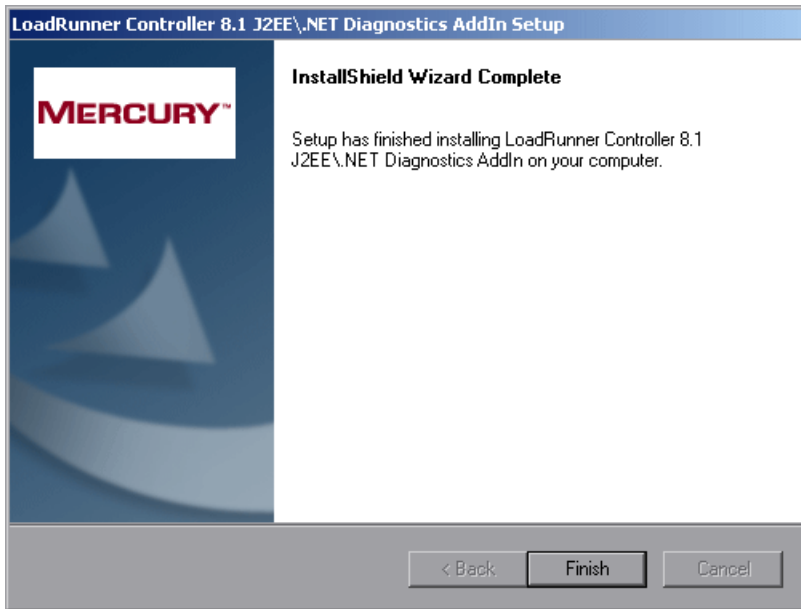 LoadRunner Controller 8.1 J2EE\.NET Diagnostics AddIn Setup
MERCURY™
InstallShield Wizard Complete
Setup has finished installing LoadRunner Controller 8.1
J2EE\.NET Diagnostics AddIn on your computer.
< Back
Finish
Cancel